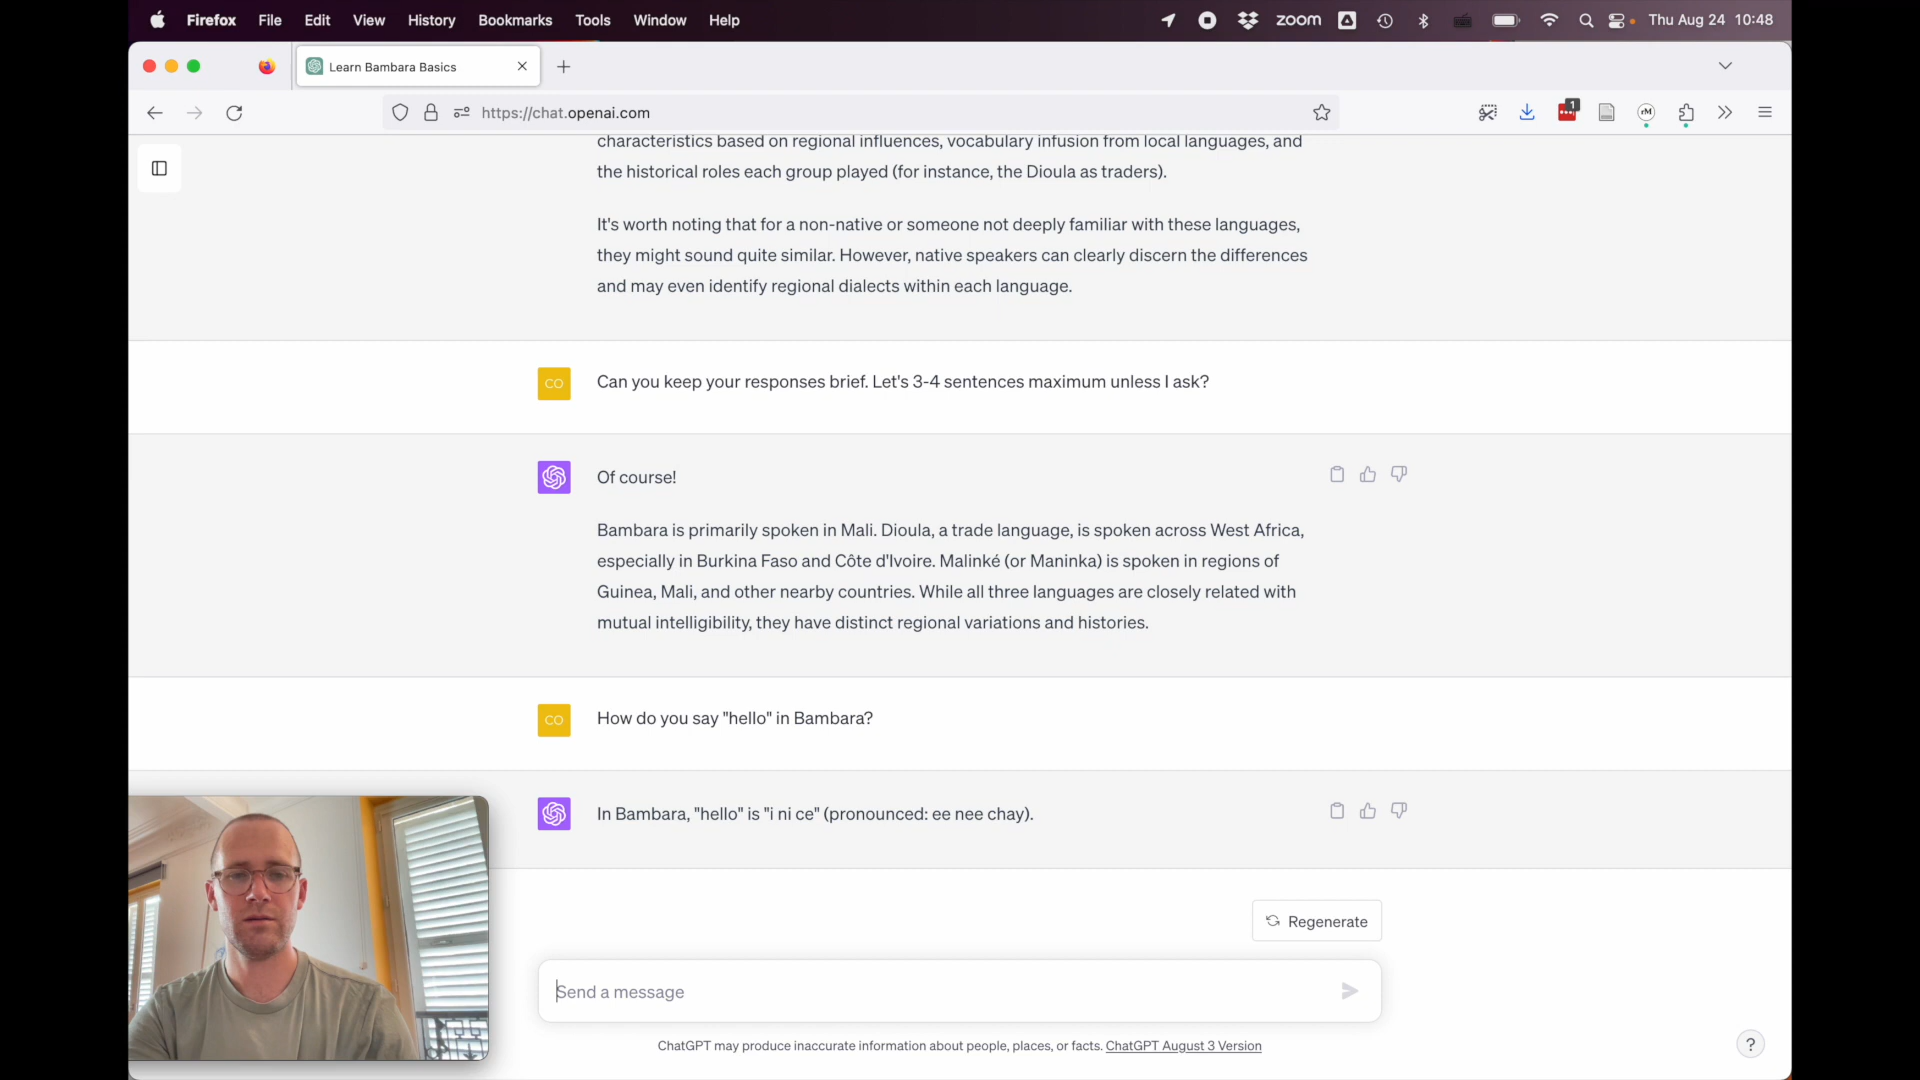 Firefox File Edit View History Bookmarks Tools Window Help zoom Thu Aug 24 10:48
Learn Bambara Basics
https://chat.openai.com 1 rM
characteristics based on regional influences, vocabulary infusion from local languages, and
the historical roles each group played (for instance, the Dioula as traders).
It's worth noting that for a non-native or someone not deeply familiar with these languages,
they might sound quite similar. However, native speakers can clearly discern the differences
and may even identify regional dialects within each language.
CO Can you keep your responses brief. Let's 3-4 sentences maximum unless I ask?
Of course!
Bambara is primarily spoken in Mali. Dioula, a trade language, is spoken across West Africa,
especially in Burkina Faso and Côte d'Ivoire. Malinké (or Maninka) is spoken in regions of
Guinea, Mali, and other nearby countries. While all three languages are closely related with
mutual intelligibility, they have distinct regional variations and histories.
CO How do you say "hello" in Bambara?
In Bambara, "hello" is "i ni ce" (pronounced: ee nee chay).
Regenerate
Send a message
ChatGPT may produce inaccurate information about people, places, or facts. ChatGPT August 3 Version
?